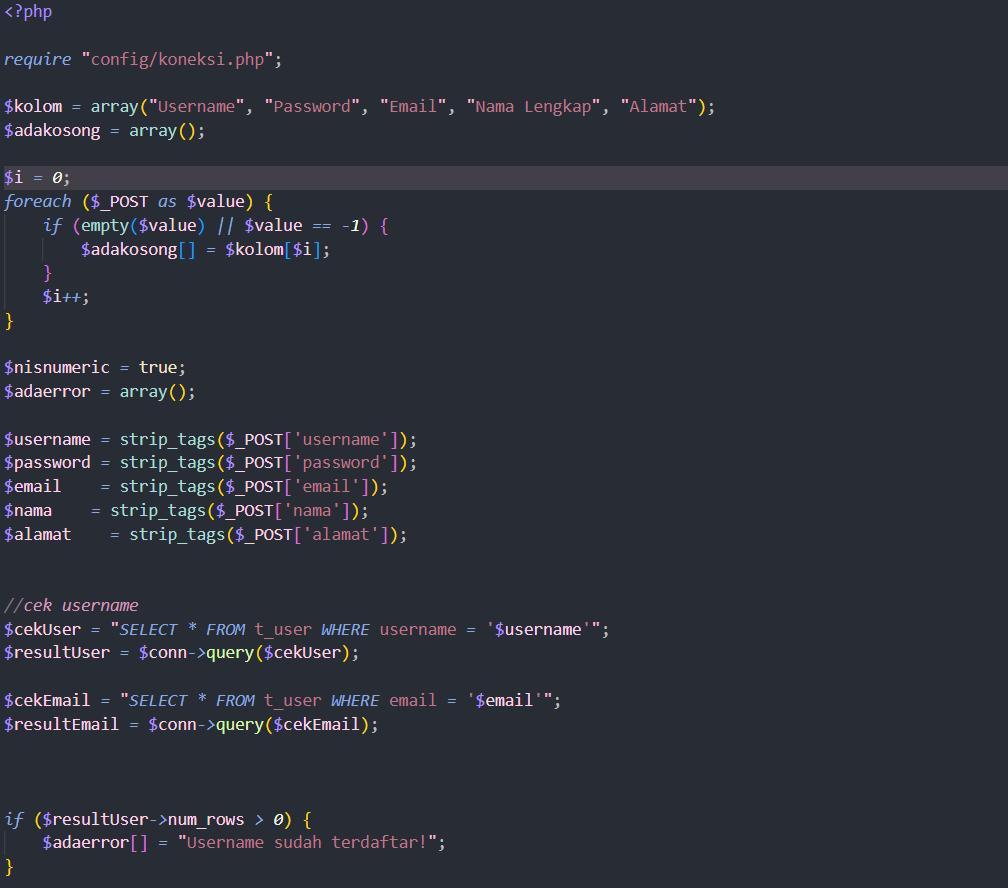 <?php
require "config/koneksi.php";
$kolom = array("Username", "Password", "Email", "Nama Lengkap", "Alamat");
$adakosong = array();
$i = 0;
foreach ($_POST as $value) {
    if (empty($value) || $value == -1) {
        $adakosong[] = $kolom[$i];
    }
    $i++;
}
$nisnumeric = true;
$adaerror = array();
$username = strip_tags($_POST['username']);
$password = strip_tags($_POST['password']);
$email    = strip_tags($_POST['email']);
$nama    = strip_tags($_POST['nama']);
$alamat    = strip_tags($_POST['alamat']);
//cek username
$cekUser = "SELECT * FROM t_user WHERE username = '$username'";
$resultUser = $conn->query($cekUser);
$cekEmail = "SELECT * FROM t_user WHERE email = '$email'";
$resultEmail = $conn->query($cekEmail);
if ($resultUser->num_rows > 0) {
    $adaerror[] = "Username sudah terdaftar!";
}